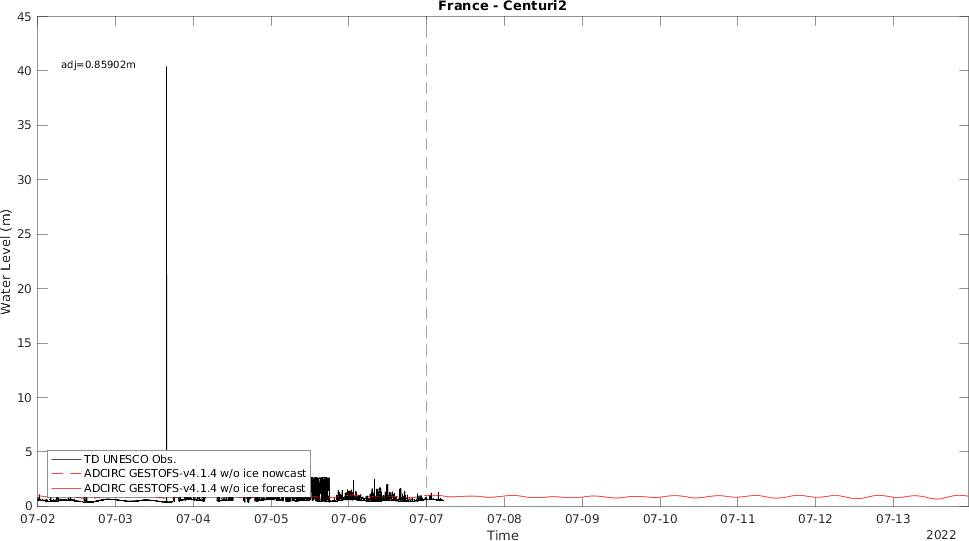 France - Centuri2
adj=0.85902m
Water Level (m)
45
40
35
30
25
20
15
10
5
0
TD UNESCO Obs.
ADCIRC GESTOFS-v4.1.4 w/o ice nowcast
ADCIRC GESTOFS-v4.1.4 w/o ice forecast
07-02 07-03 07-04 07-05 07-06 07-07 07-08 07-09 07-10 07-11 07-12 07-13
Time
2022